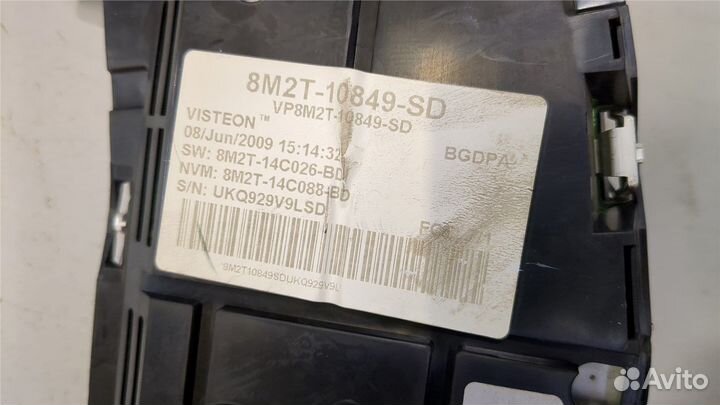 8M2T-10849-SD
VP8M2T-10849-SD
VISTEON™
08/Jun/2009 15:14:32
BGDPA
SW: 8M2T-14C026-BD
NVM: 8M2T-14C088-BD
S/N: UKQ929V9LSD
*8M2T10849SDUKQ929V9L
Avito